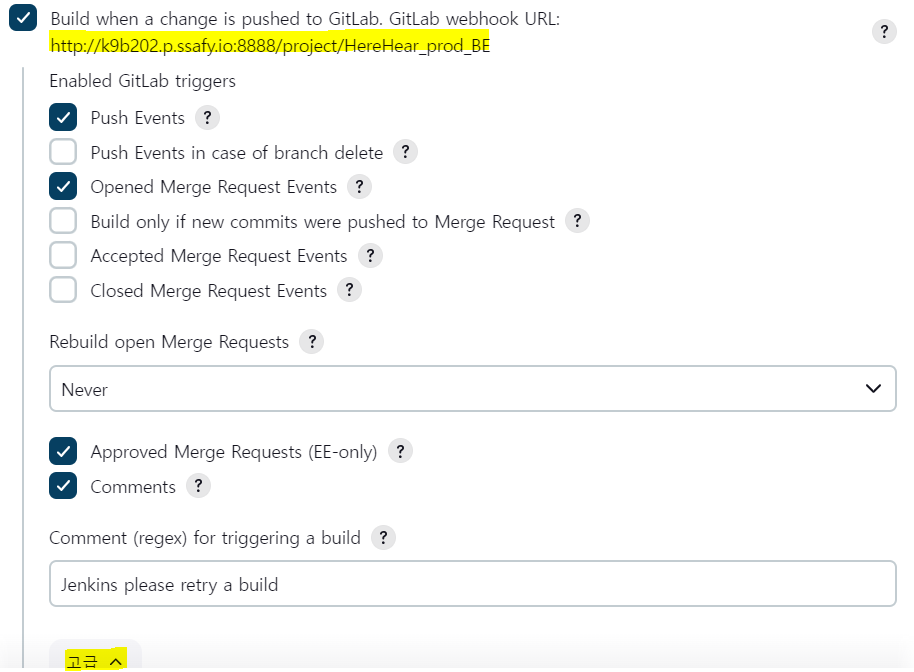 Build when a change is pushed to GitLab. GitLab webhook URL:
http://k9b202.p.ssafy.io:8888/project/HereHear_prod_BE
?
Enabled GitLab triggers
Push Events ?
Push Events in case of branch delete ?
Opened Merge Request Events ?
Build only if new commits were pushed to Merge Request ?
Accepted Merge Request Events ?
Closed Merge Request Events ?
Rebuild open Merge Requests ?
Never
Approved Merge Requests (EE-only) ?
Comments ?
Comment (regex) for triggering a build ?
Jenkins please retry a build
고급